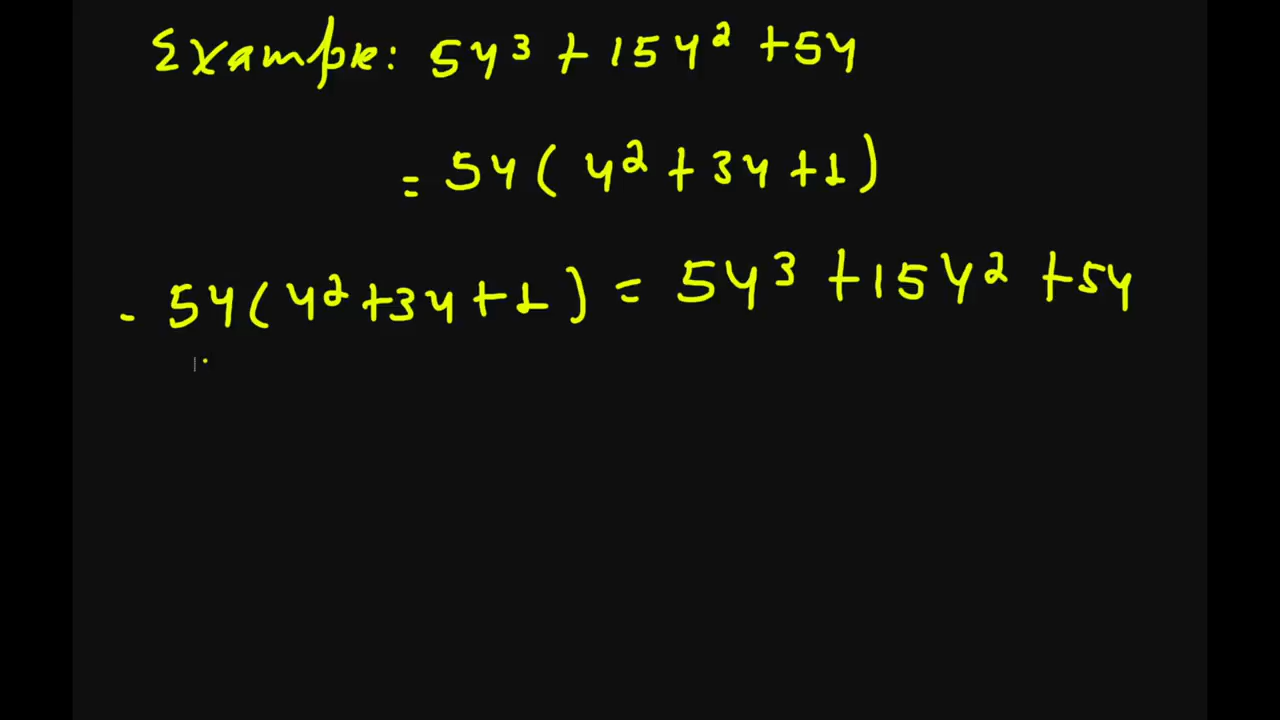 Example: 5y³ + 15y² + 5y
= 5y ( y² + 3y + 1 )
- 5y ( y² + 3y + 1 ) = 5y³ + 15y² + 5y